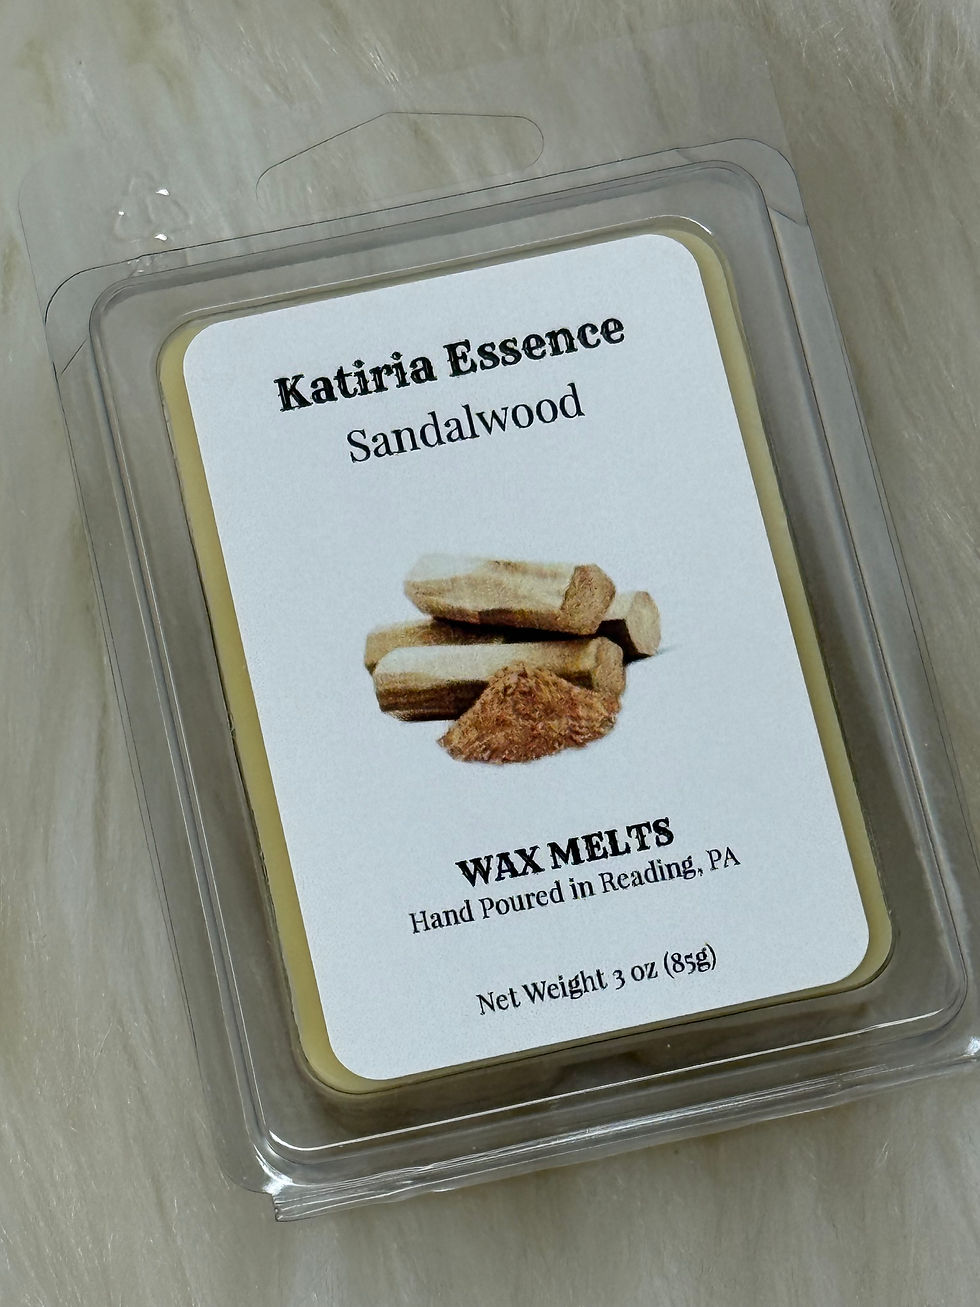 Katiria Essence
Sandalwood
WAX MELTS
Hand Poured in Reading, PA
Net Weight 3 oz (85g)